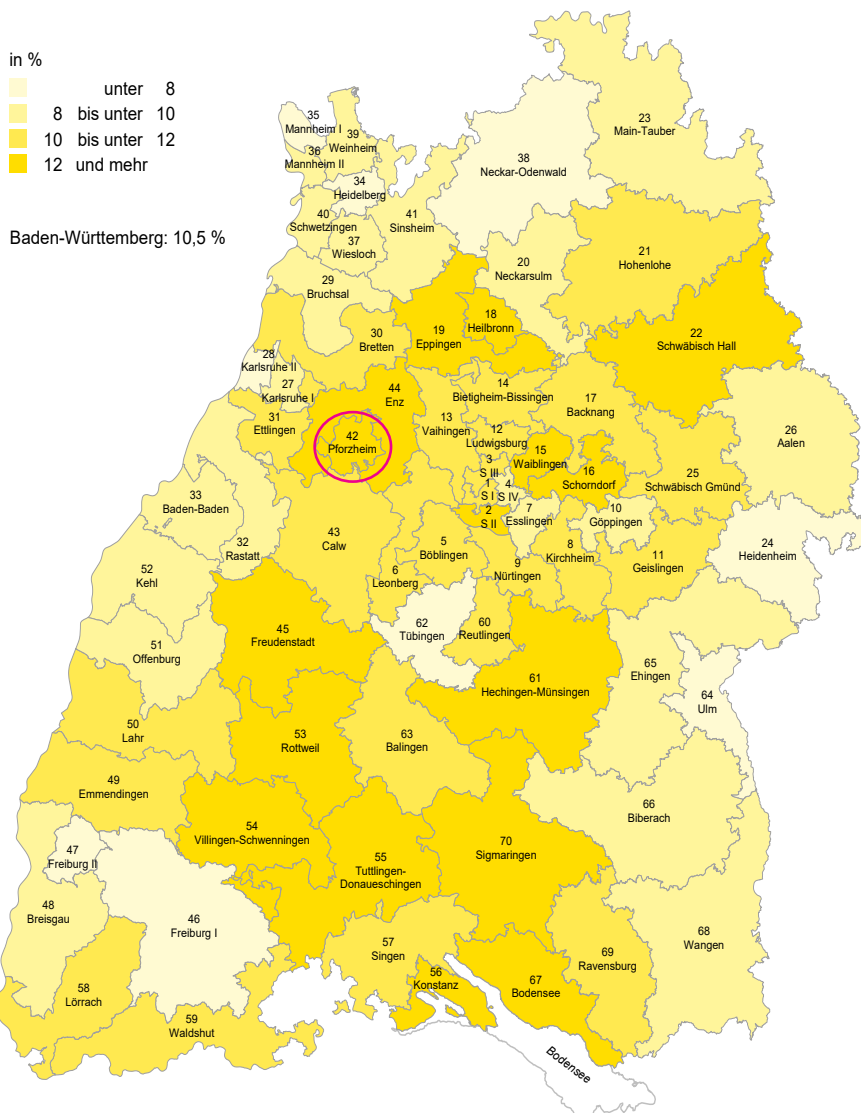 in %
unter 8
8 bis unter 10
10 bis unter 12
12 und mehr
Baden-Württemberg: 10,5 %
35
Mannheim I
39
Weinheim
36
Mannheim II
34
Heidelberg
40
Schwetzingen
37
Wiesloch
41
Sinsheim
38
Neckar-Odenwald
23
Main-Tauber
29
Bruchsal
20
Neckarsulm
21
Hohenlohe
30
Bretten
19
Eppingen
18
Heilbronn
22
Schwäbisch Hall
28
Karlsruhe II
27
Karlsruhe I
31
Ettlingen
44
Enz
42
Pforzheim
14
Bietigheim-Bissingen
13
Vaihingen
12
Ludwigsburg
17
Backnang
26
Aalen
3
S III
1
S I
4
S IV
2
S II
15
Waiblingen
16
Schorndorf
25
Schwäbisch Gmünd
33
Baden-Baden
32
Rastatt
43
Calw
5
Böblingen
6
Leonberg
7
Esslingen
10
Göppingen
9
Nürtingen
8
Kirchheim
11
Geislingen
24
Heidenheim
52
Kehl
51
Offenburg
45
Freudenstadt
62
Tübingen
60
Reutlingen
61
Hechingen-Münsingen
65
Ehingen
64
Ulm
50
Lahr
53
Rottweil
63
Balingen
49
Emmendingen
54
Villingen-Schwenningen
55
Tuttlingen-
Donaueschingen
70
Sigmaringen
66
Biberach
47
Freiburg II
48
Breisgau
46
Freiburg I
57
Singen
56
Konstanz
67
Bodensee
69
Ravensburg
68
Wangen
58
Lörrach
59
Waldshut
Bodensee